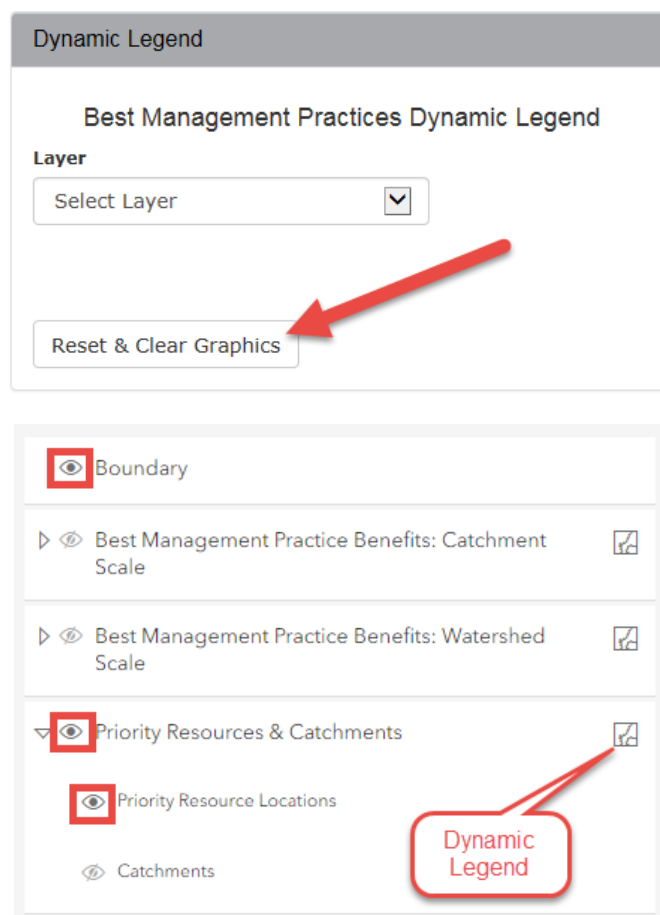 Dynamic Legend
Best Management Practices Dynamic Legend
Layer
Select Layer
Reset & Clear Graphics
Boundary
Best Management Practice Benefits: Catchment
Scale
Best Management Practice Benefits: Watershed
Scale
Priority Resources & Catchments
Priority Resource Locations
Dynamic
Legend
Catchments